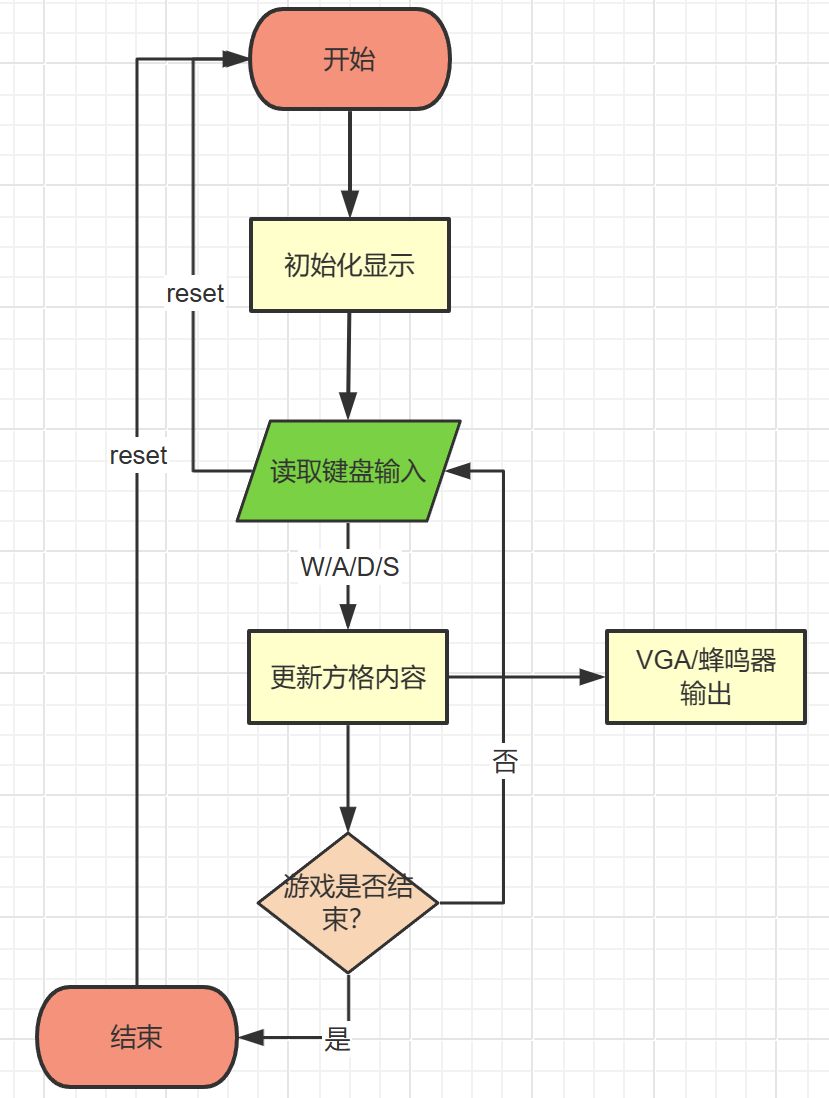 开始
初始化显示
reset
reset
读取键盘输入
W/A/D/S
更新方格内容
VGA/蜂鸣器
输出
否
游戏是否结
束?
是
结束